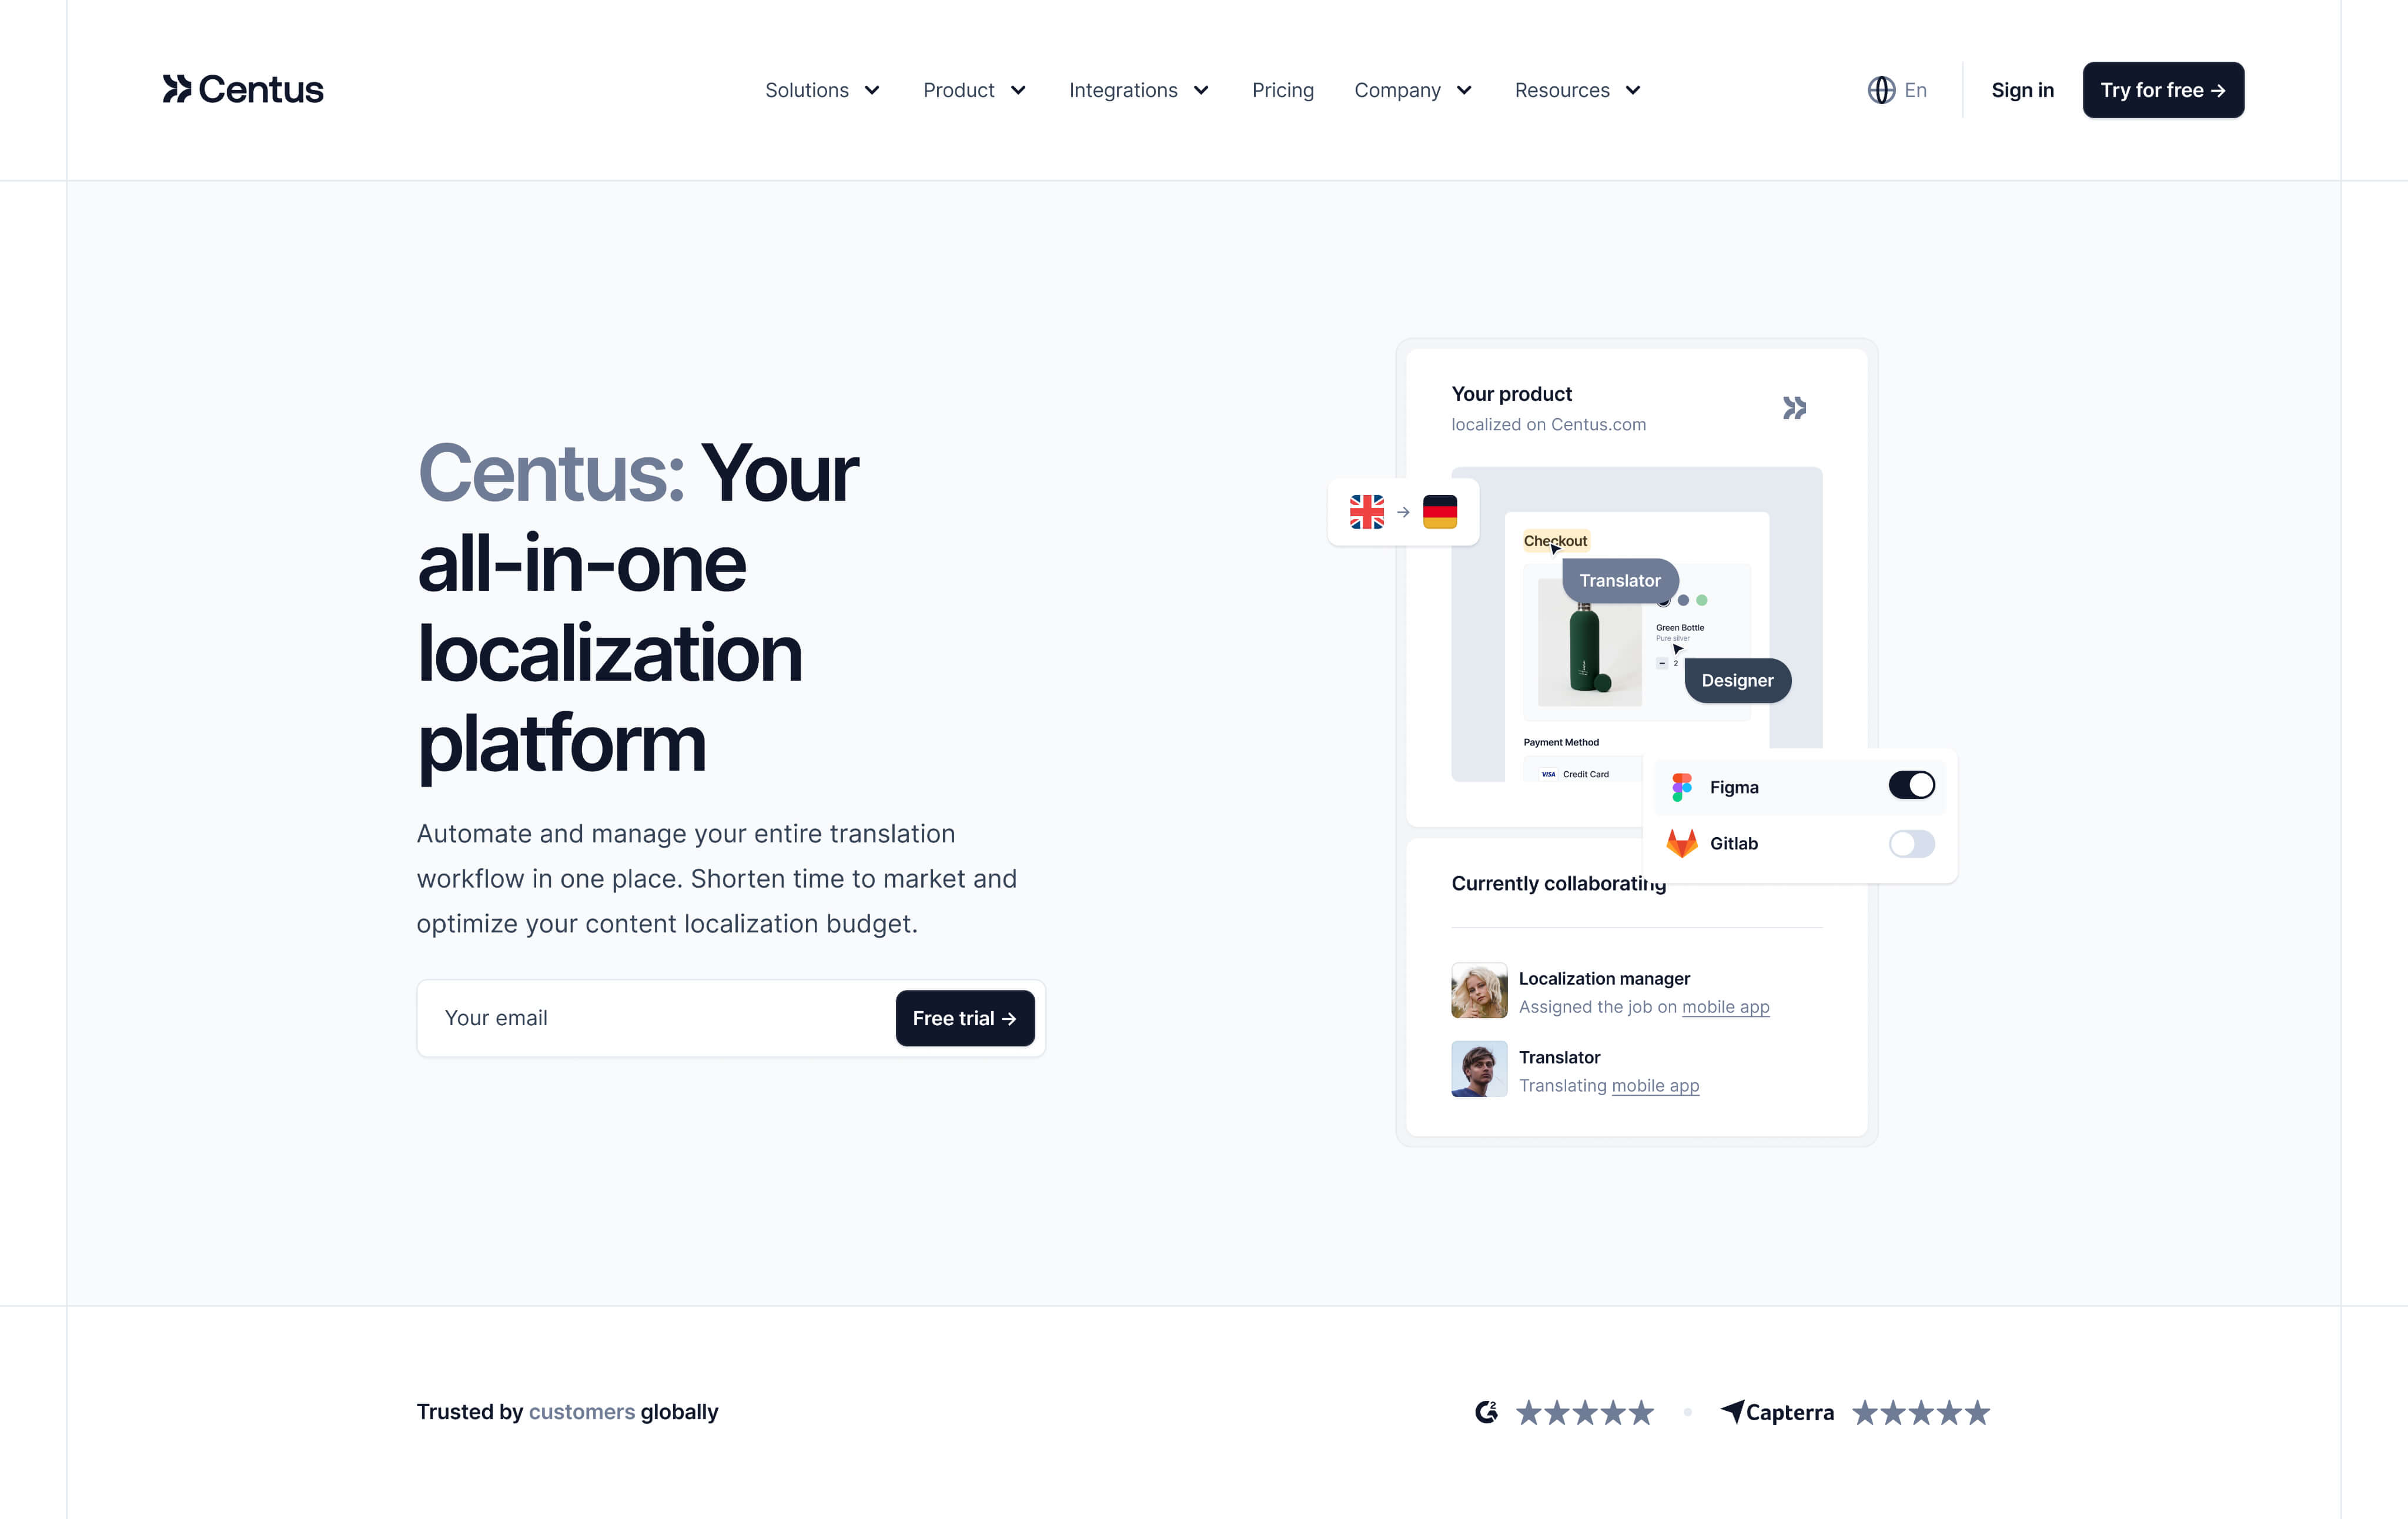 Centus
Solutions
Product
Integrations
Pricing
Company
Resources
En
Sign in
Try for free →
Centus: Your
all-in-one
localization
platform
Automate and manage your entire translation
workflow in one place. Shorten time to market and
optimize your content localization budget.
Your email
Free trial →
Your product
localized on Centus.com
Checkout
Translator
Green Bottle
Pure silver
2
Designer
Payment Method
VISA Credit Card
Figma
Gitlab
Currently collaborating
Localization manager
Assigned the job on mobile app
Translator
Translating mobile app
Trusted by customers globally
G2
Capterra